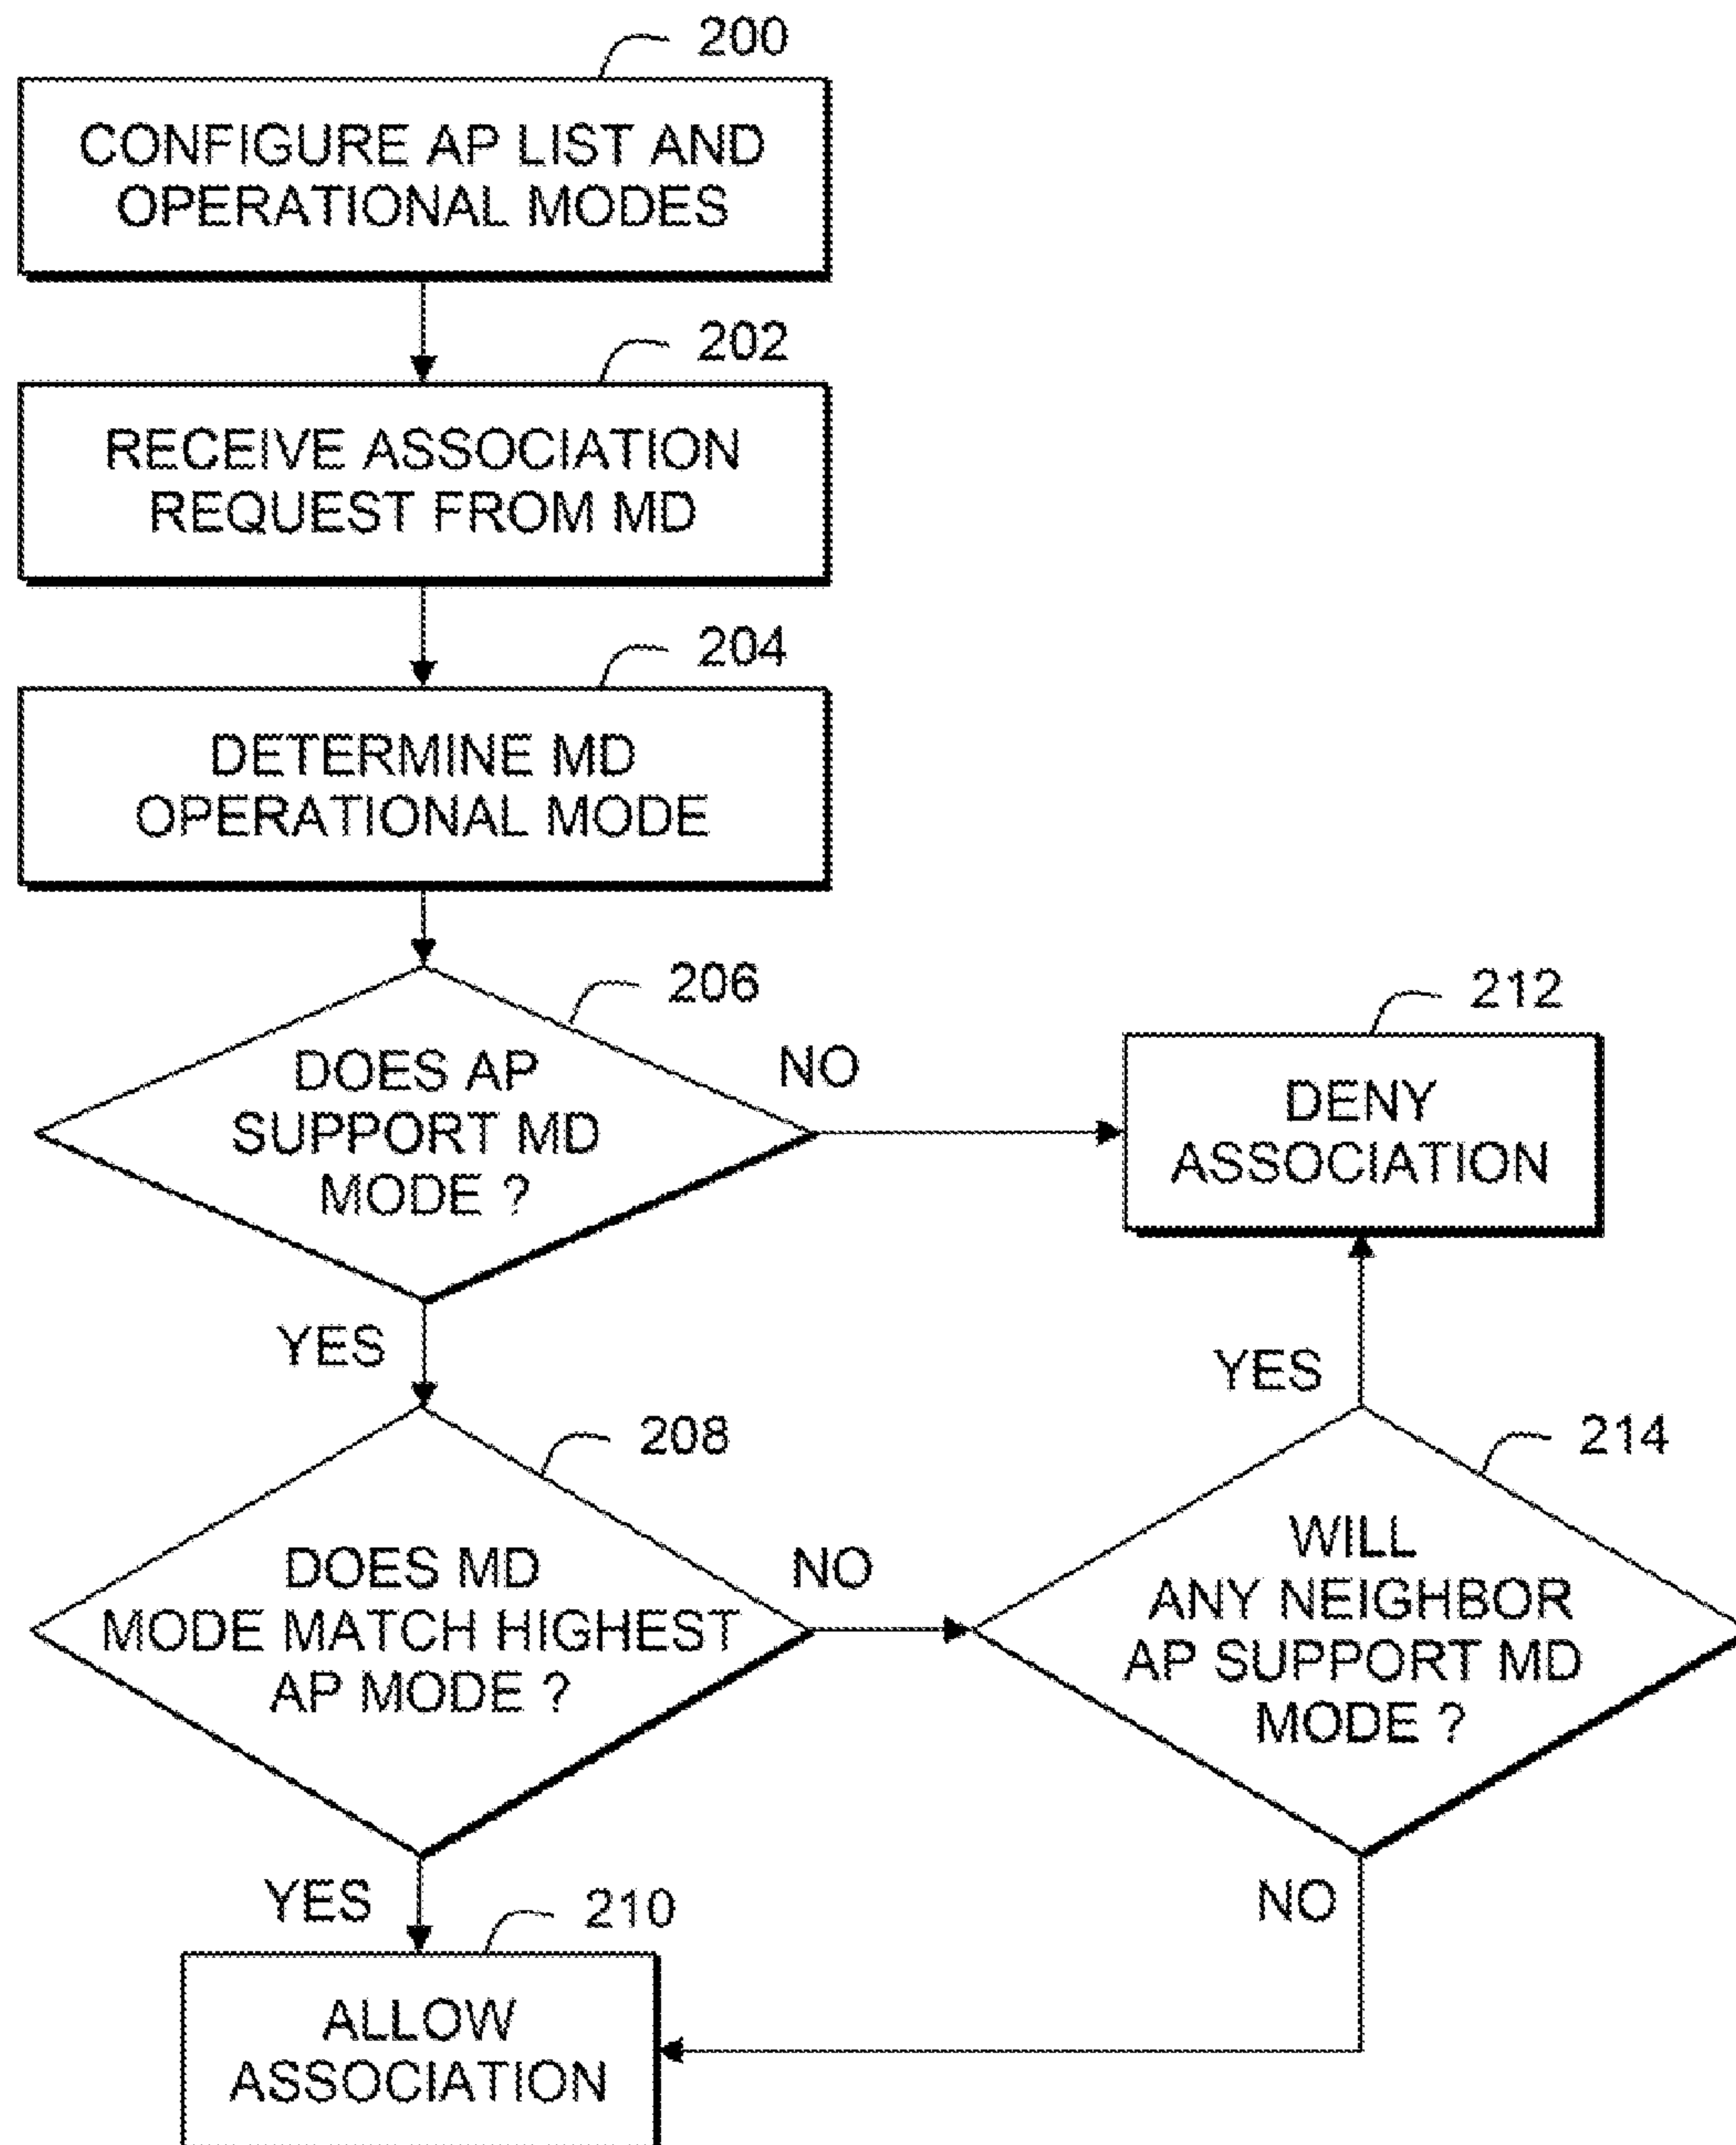 200
CONFIGURE AP LIST AND
OPERATIONAL MODES
202
RECEIVE ASSOCIATION
REQUEST FROM MD
204
DETERMINE MD
OPERATIONAL MODE
206
DOES AP
SUPPORT MD
MODE ?
NO
212
DENY
ASSOCIATION
YES
208
DOES MD
MODE MATCH HIGHEST
AP MODE ?
NO
YES
214
WILL
ANY NEIGHBOR
AP SUPPORT MD
MODE ?
YES
NO
210
ALLOW
ASSOCIATION